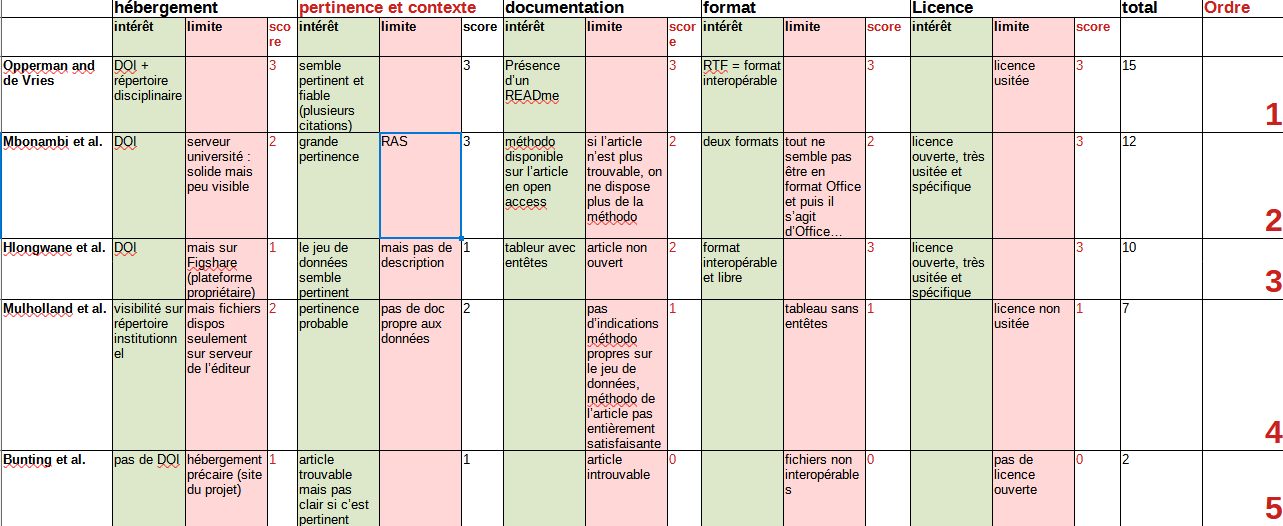 hébergement pertinence et contexte documentation format Licence total Ordre
intérêt limite sco intérêt limite score intérêt limite scor intérêt limite score intérêt limite score
re e
Opperman and DOI + 3 semble 3 Présence 3 RTF = format 3 licence 3 15
de Vries répertoire pertinent et d'un interopérable usitée
disciplinaire fiable READme
(plusieurs
citations) 1
Mbonambi et al. DOI serveur 2 grande RAS 3 méthodo si l'article 2 deux formats tout ne 2 licence 3 12
université : pertinence disponible n'est plus semble pas ouverte, très
solide mais sur l'article trouvable, on être en usitée et
peu visible en open ne dispose format Office spécifique
access plus de la et puis il
méthodo s'agit
d'Office... 2
Hlongwane et al. DOI mais sur 1 le jeu de mais pas de 1 tableur avec article non 2 format 3 licence 3 10
Figshare données description entêtes ouvert interopérable ouverte, très
(plateforme semble et libre usitée et
propriétaire) pertinent spécifique 3
Mulholland et al. visibilité sur mais fichiers 2 pertinence pas de doc 2 pas 1 tableau sans 1 licence non 1 7
répertoire dispos probable propre aux d'indications entêtes usitée
institutionn seulement données méthodo
el sur serveur propres sur
de l'éditeur le jeu de
données,
méthodo de
l'article pas
entièrement
satisfaisante 4
Bunting et al. pas de DOI hébergement 1 article 1 article 0 fichiers non 0 pas de 0 2
précaire (site trouvable introuvable interopérable licence
du projet) mais pas s ouverte
clair si c'est
pertinent 5